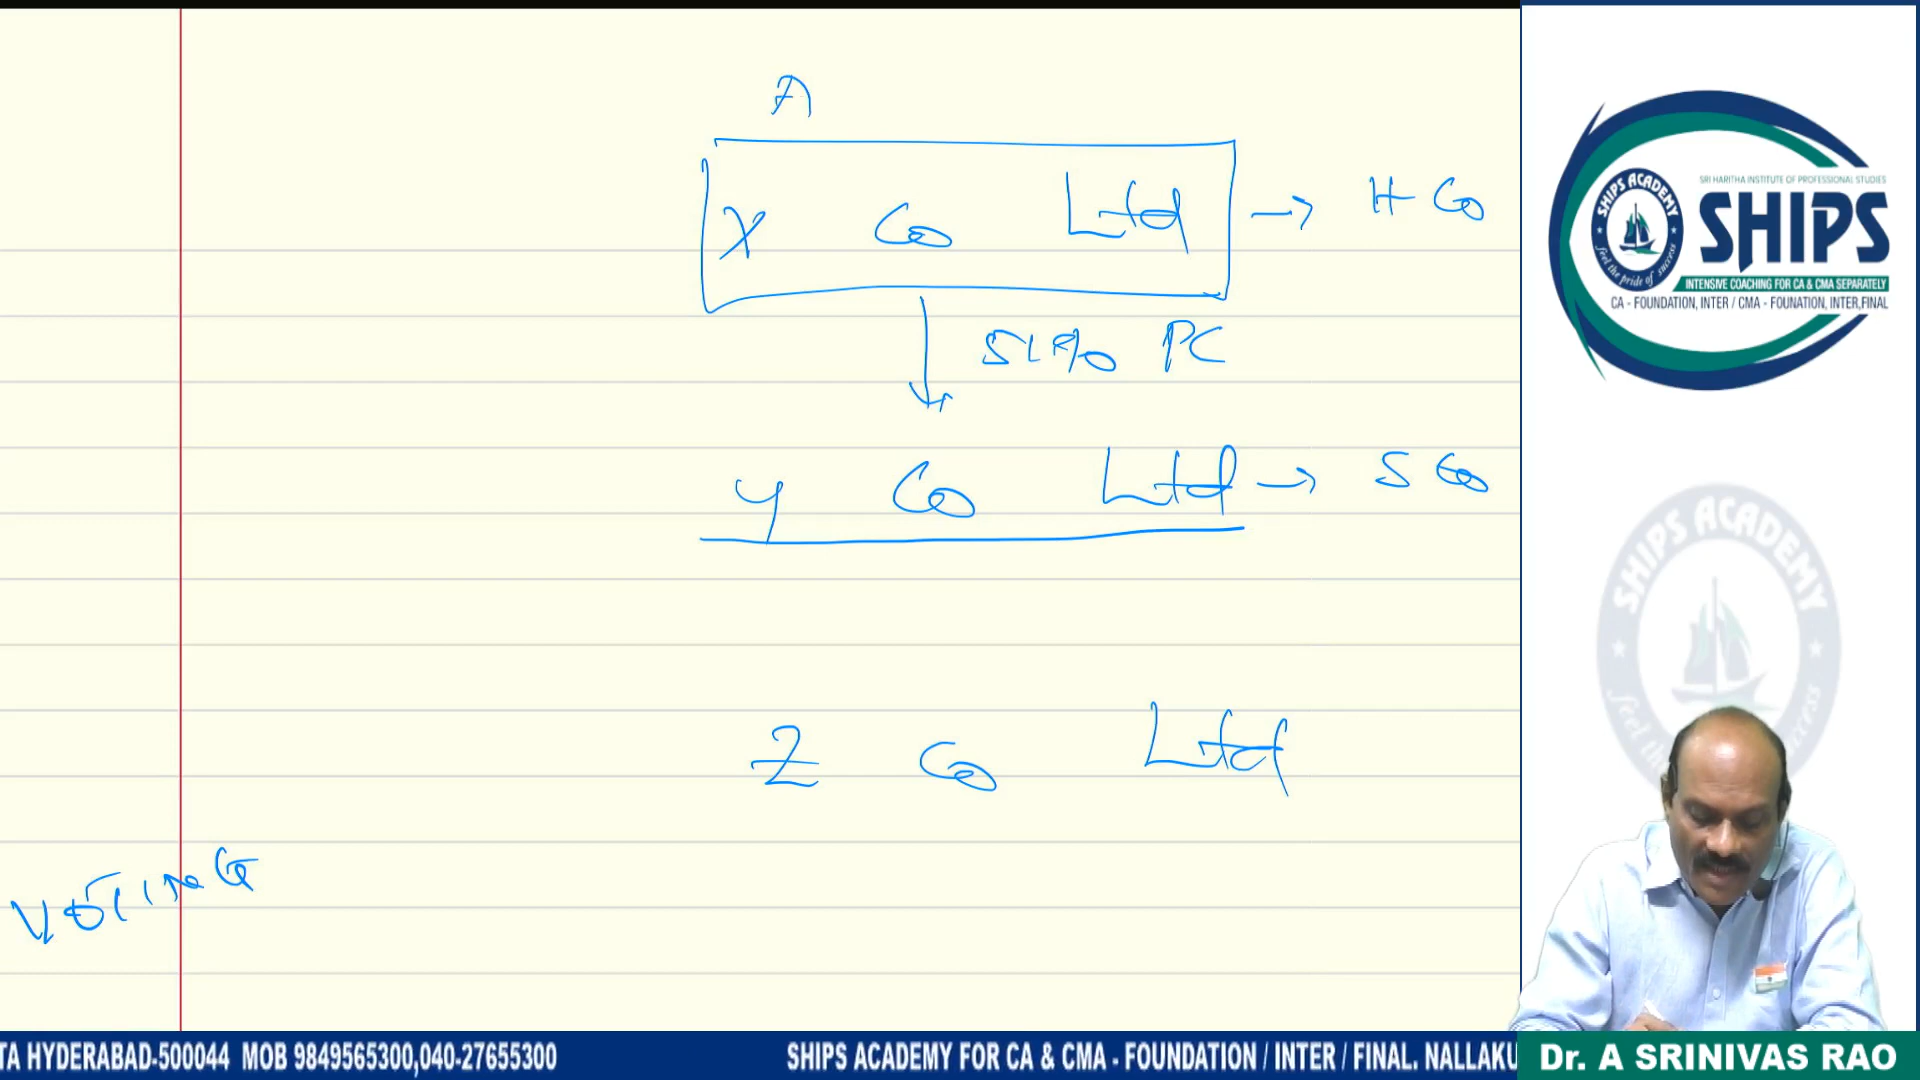 A
X Co Ltd → H Co
51% PC
Y Co Ltd → S Co
Z Co Ltd
VOTING
SHIPS ACADEMY
feel the pride of success
SRI HARITHA INSTITUTE OF PROFESSIONAL STUDIES
SHIPS
INTENSIVE COACHING FOR CA & CMA SEPARATELY
CA - FOUNDATION, INTER / CMA - FOUNATION, INTER,FINAL
SHIPS ACADEMY
TA HYDERABAD-500044 MOB 9849565300,040-27655300
SHIPS ACADEMY FOR CA & CMA - FOUNDATION / INTER / FINAL. NALLAKU
Dr. A SRINIVAS RAO